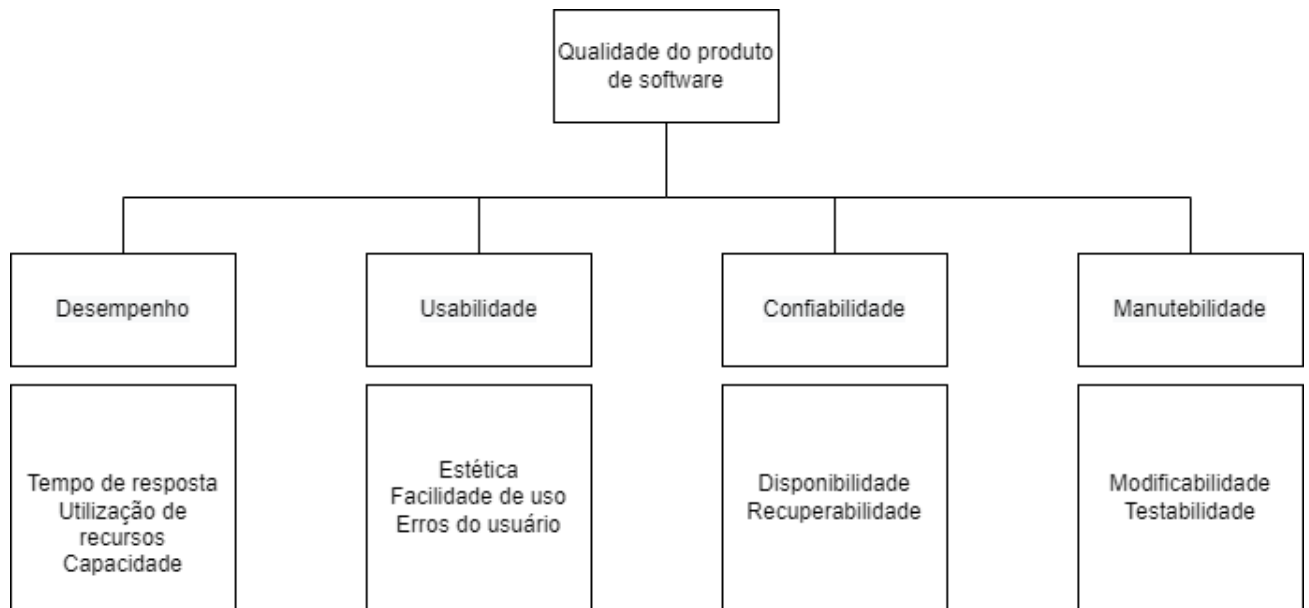 Qualidade do produto
de software
Desempenho
Usabilidade
Confiabilidade
Manutebilidade
Tempo de resposta
Utilização de
recursos
Capacidade
Estética
Facilidade de uso
Erros do usuário
Disponibilidade
Recuperabilidade
Modificabilidade
Testabilidade